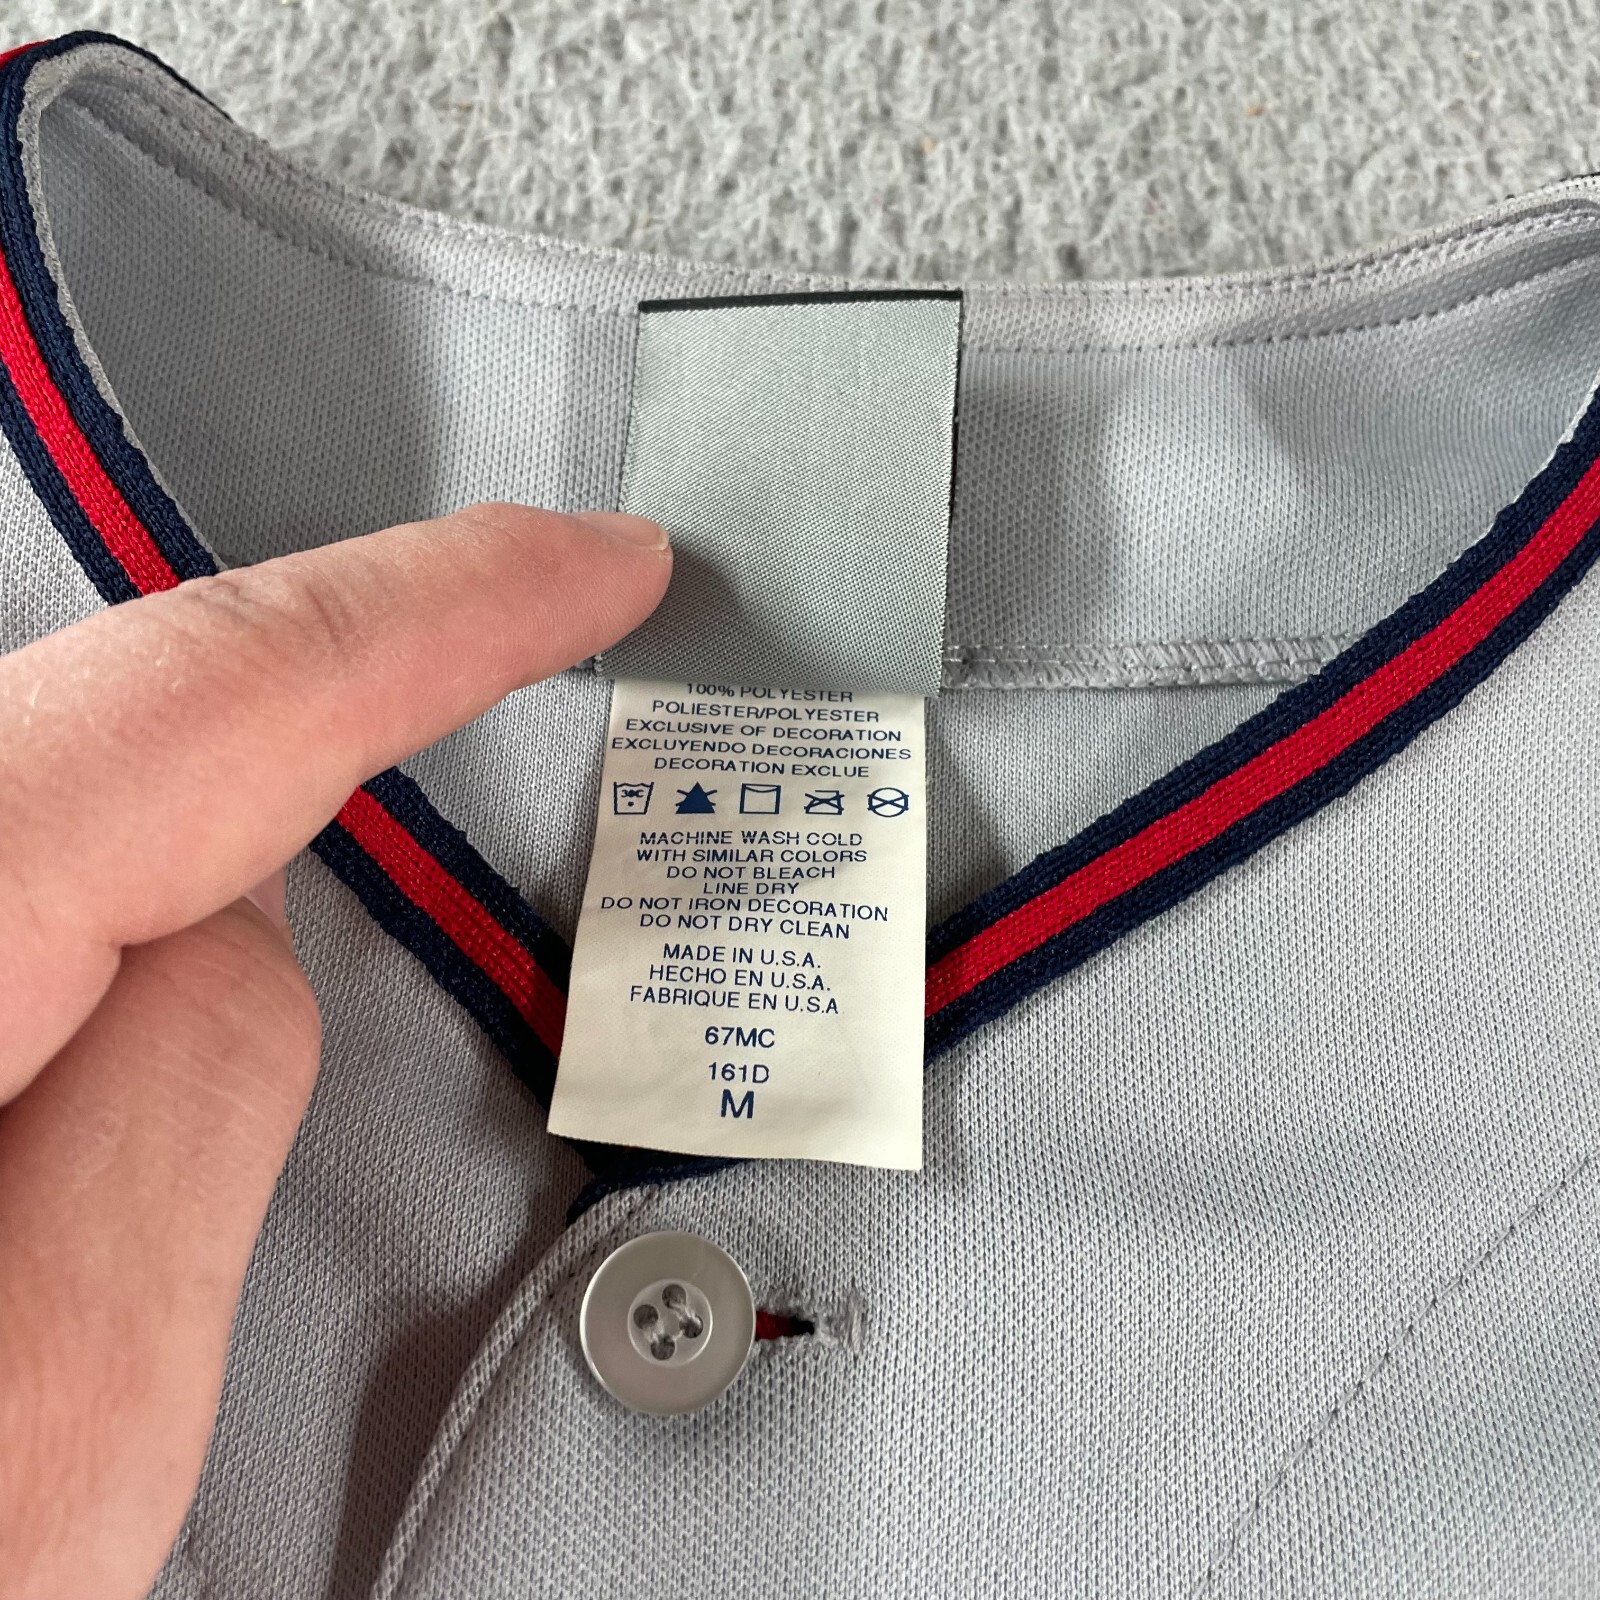 100% POLYESTER
POLIESTER/POLYESTER
EXCLUSIVE OF DECORATION
EXCLUYENDO DECORACIONES
DECORATION EXCLUE
30C
MACHINE WASH COLD
WITH SIMILAR COLORS
DO NOT BLEACH
LINE DRY
DO NOT IRON DECORATION
DO NOT DRY CLEAN
MADE IN U.S.A.
HECHO EN U.S.A.
FABRIQUE EN U.S.A
67MC
161D
M